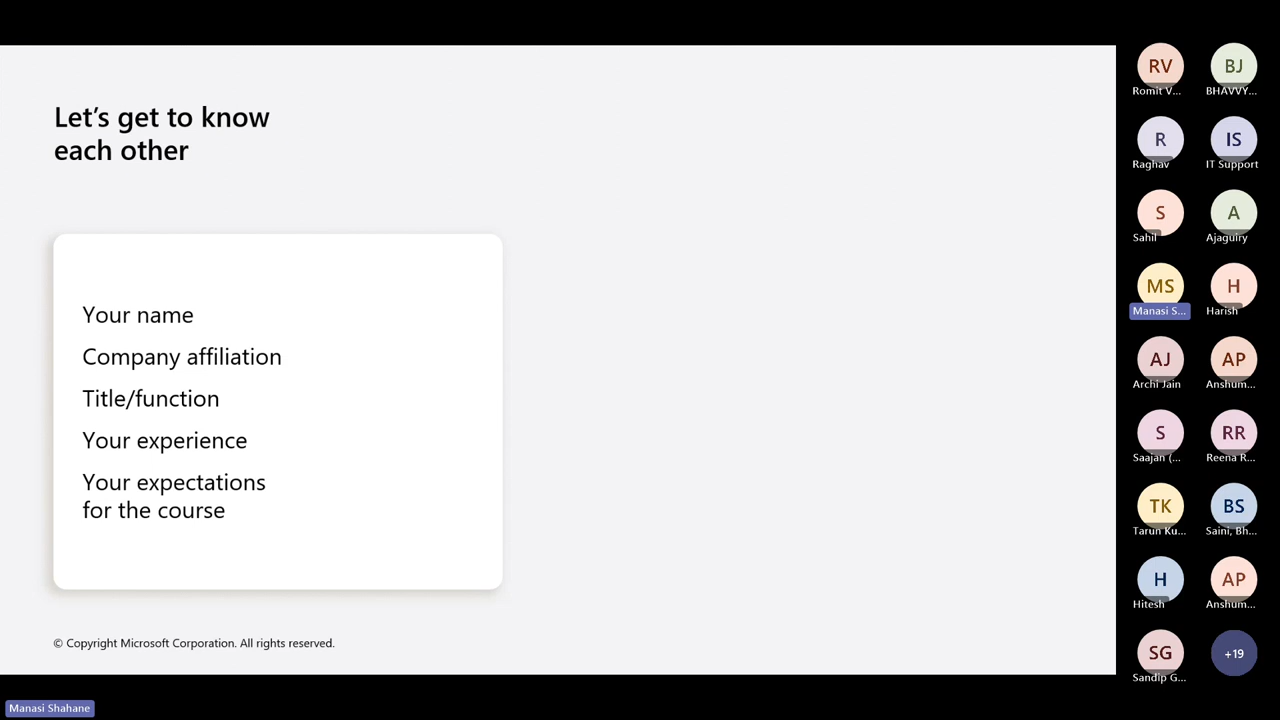 Let's get to know
each other
Your name
Company affiliation
Title/function
Your experience
Your expectations
for the course
© Copyright Microsoft Corporation. All rights reserved.
Manasi Shahane
RV
Romit V...
BJ
BHAVVY...
R
Raghav
IS
IT Support
S
Sahil
A
Ajaguiry
MS
Manasi S...
H
Harish
AJ
Archi Jain
AP
Anshum...
S
Saajan (...
RR
Reena R...
TK
Tarun Ku...
BS
Saini, Bh...
H
Hitesh
AP
Anshum...
SG
Sandip G...
+19